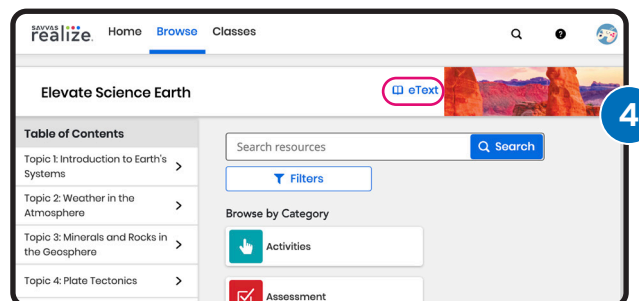 SAVVAS realize. Home Browse Classes ?
Elevate Science Earth eText
4
Table of Contents
Topic 1: Introduction to Earth's
Systems
Topic 2: Weather in the
Atmosphere
Topic 3: Minerals and Rocks in
the Geosphere
Topic 4: Plate Tectonics
Search resources Search
Filters
Browse by Category
Activities
Assessment